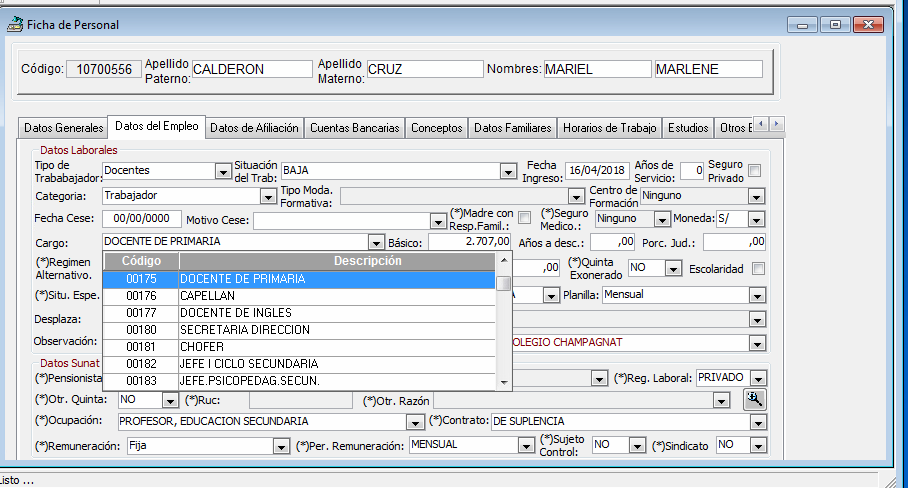 Ficha de Personal
Código: 10700556 Apellido Paterno: CALDERON Apellido Materno: CRUZ Nombres: MARIEL MARLENE
Datos Generales Datos del Empleo Datos de Afiliación Cuentas Bancarias Conceptos Datos Familiares Horarios de Trabajo Estudios Otros E
Datos Laborales
Tipo de Trababajador: Docentes Situación del Trab: BAJA Fecha Ingreso: 16/04/2018 Años de Servicio: 0 Seguro Privado
Categoria: Trabajador Tipo Moda. Formativa: Centro de Formación Ninguno
Fecha Cese: 00/00/0000 Motivo Cese: (*)Madre con Resp.Famil.: (*)Seguro Medico.: Ninguno Moneda: S/
Cargo: DOCENTE DE PRIMARIA Básico: 2.707,00 Años a desc.: ,00 Porc. Jud.: ,00
Código Descripción
(*)Regimen Alternativo. ,00 (*)Quinta Exonerado NO Escolaridad
00175 DOCENTE DE PRIMARIA
00176 CAPELLAN
(*)Situ. Espe. A Planilla: Mensual
00177 DOCENTE DE INGLES
Desplaza:
00180 SECRETARIA DIRECCION
00181 CHOFER
Observación: OLEGIO CHAMPAGNAT
00182 JEFE I CICLO SECUNDARIA
Datos Sunat
00183 JEFE.PSICOPEDAG.SECUN.
(*)Pensionista (*)Reg. Laboral: PRIVADO
(*)Otr. Quinta: NO (*)Ruc: (*)Otr. Razón
(*)Ocupación: PROFESOR, EDUCACION SECUNDARIA (*)Contrato: DE SUPLENCIA
(*)Remuneración: Fija (*)Per. Remuneración: MENSUAL (*)Sujeto Control: NO (*)Sindicato NO
Listo ...